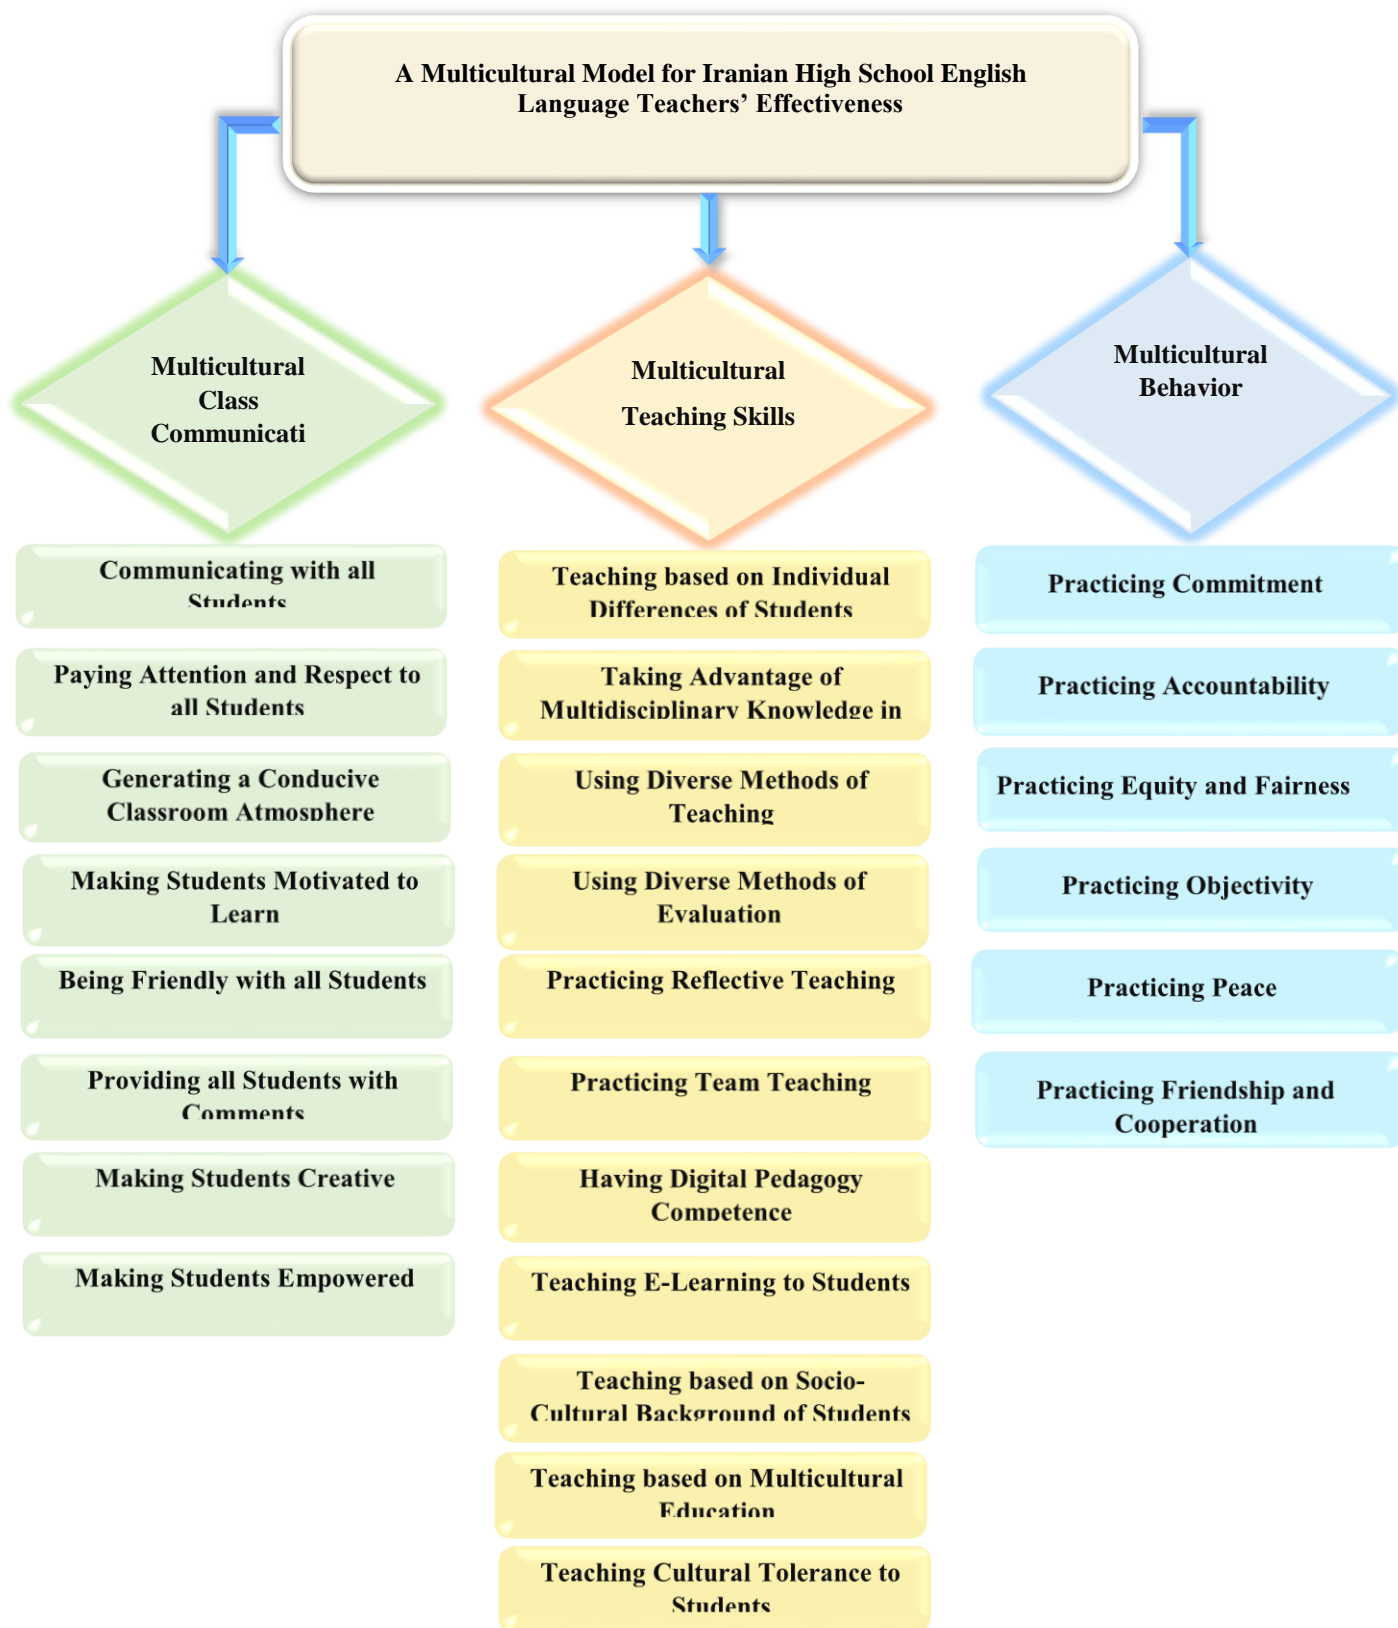 A Multicultural Model for Iranian High School English
Language Teachers’ Effectiveness
Multicultural
Class
Communicati
Communicating with all
Students
Paying Attention and Respect to
all Students
Generating a Conducive
Classroom Atmosphere
Making Students Motivated to
Learn
Being Friendly with all Students
Providing all Students with
Comments
Making Students Creative
Making Students Empowered
Multicultural
Teaching Skills
Teaching based on Individual
Differences of Students
Taking Advantage of
Multidisciplinary Knowledge in
Using Diverse Methods of
Teaching
Using Diverse Methods of
Evaluation
Practicing Reflective Teaching
Practicing Team Teaching
Having Digital Pedagogy
Competence
Teaching E-Learning to Students
Teaching based on Socio-
Cultural Background of Students
Teaching based on Multicultural
Education
Teaching Cultural Tolerance to
Students
Multicultural
Behavior
Practicing Commitment
Practicing Accountability
Practicing Equity and Fairness
Practicing Objectivity
Practicing Peace
Practicing Friendship and
Cooperation